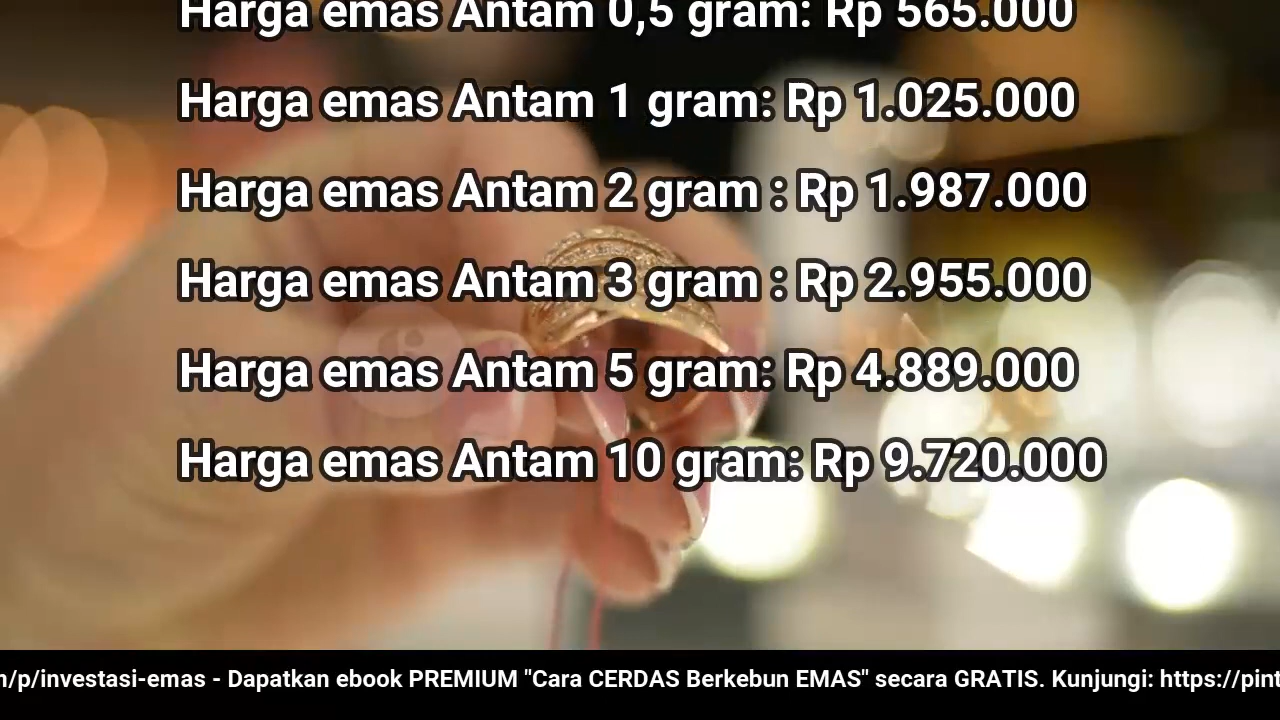 Harga emas Antam 0,5 gram: Rp 565.000
Harga emas Antam 1 gram: Rp 1.025.000
Harga emas Antam 2 gram : Rp 1.987.000
Harga emas Antam 3 gram : Rp 2.955.000
Harga emas Antam 5 gram: Rp 4.889.000
Harga emas Antam 10 gram: Rp 9.720.000
/p/investasi-emas - Dapatkan ebook PREMIUM "Cara CERDAS Berkebun EMAS" secara GRATIS. Kunjungi: https://pint